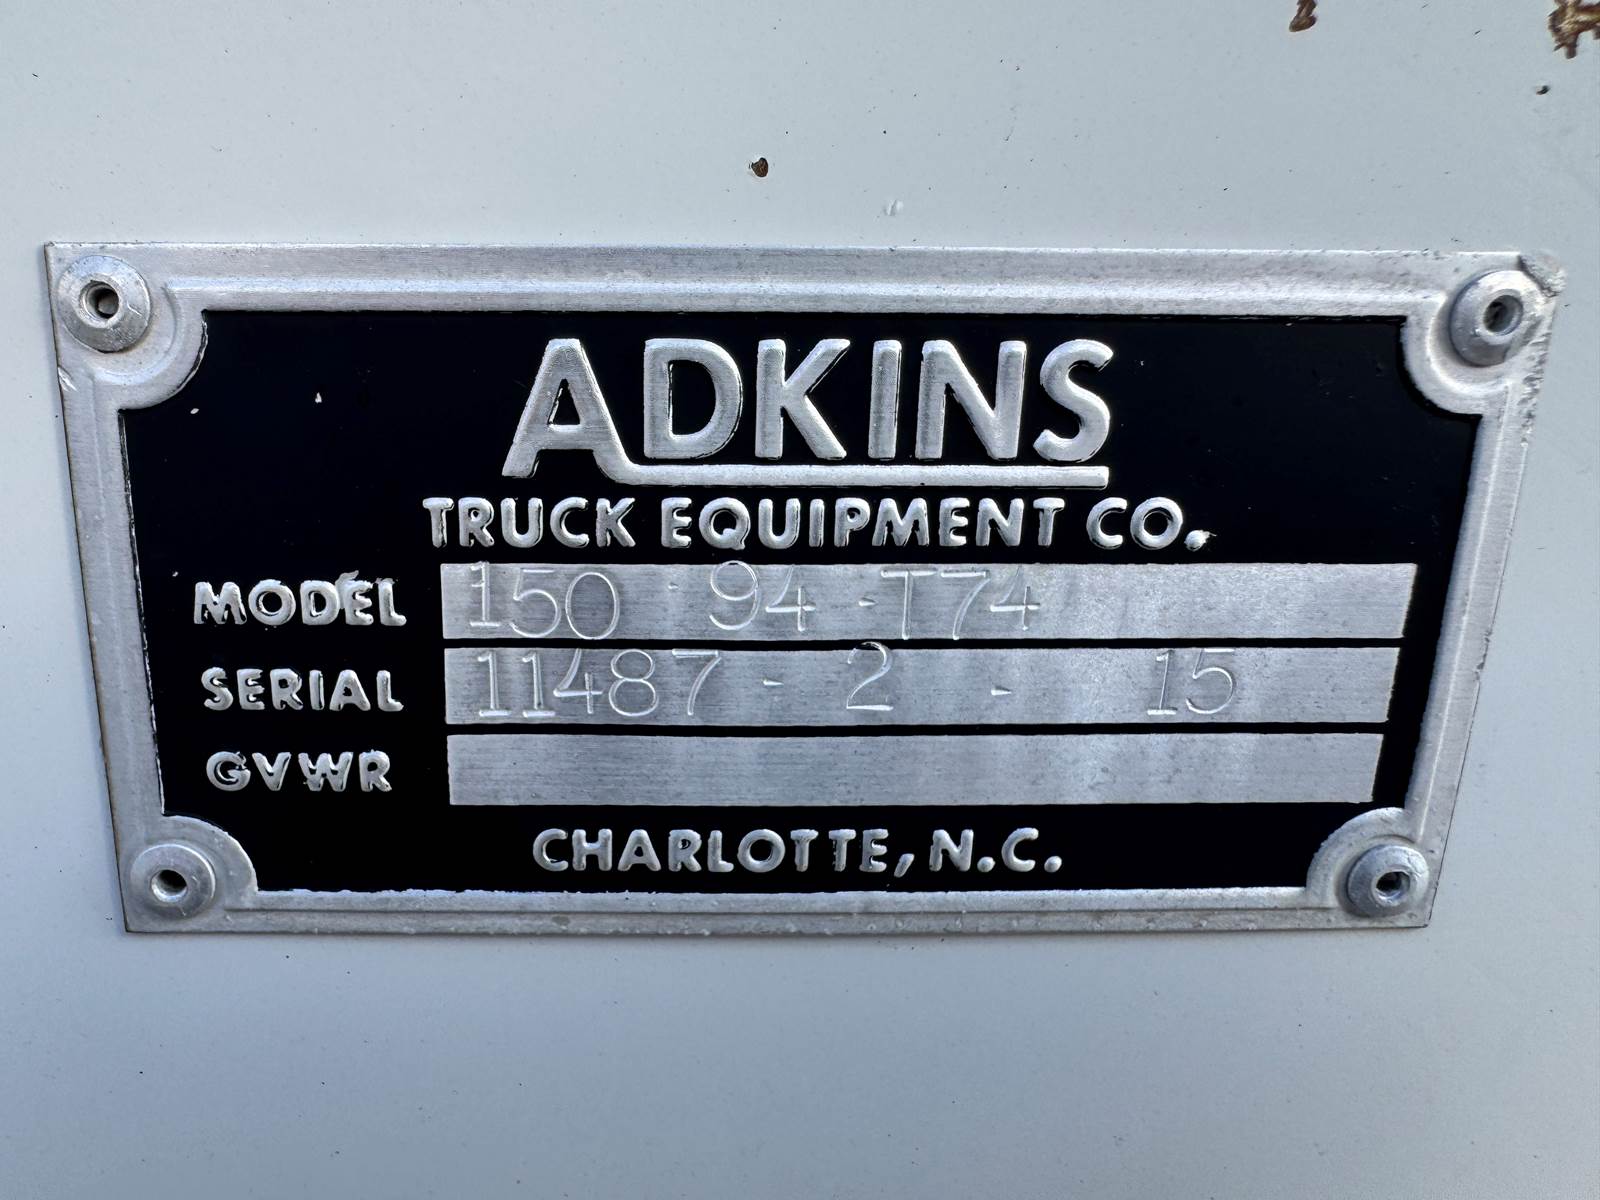 ADKINS
TRUCK EQUIPMENT CO.
MODEL 150 - 94 - T74
SERIAL 11487 - 2 - 15
GVWR
CHARLOTTE, N.C.